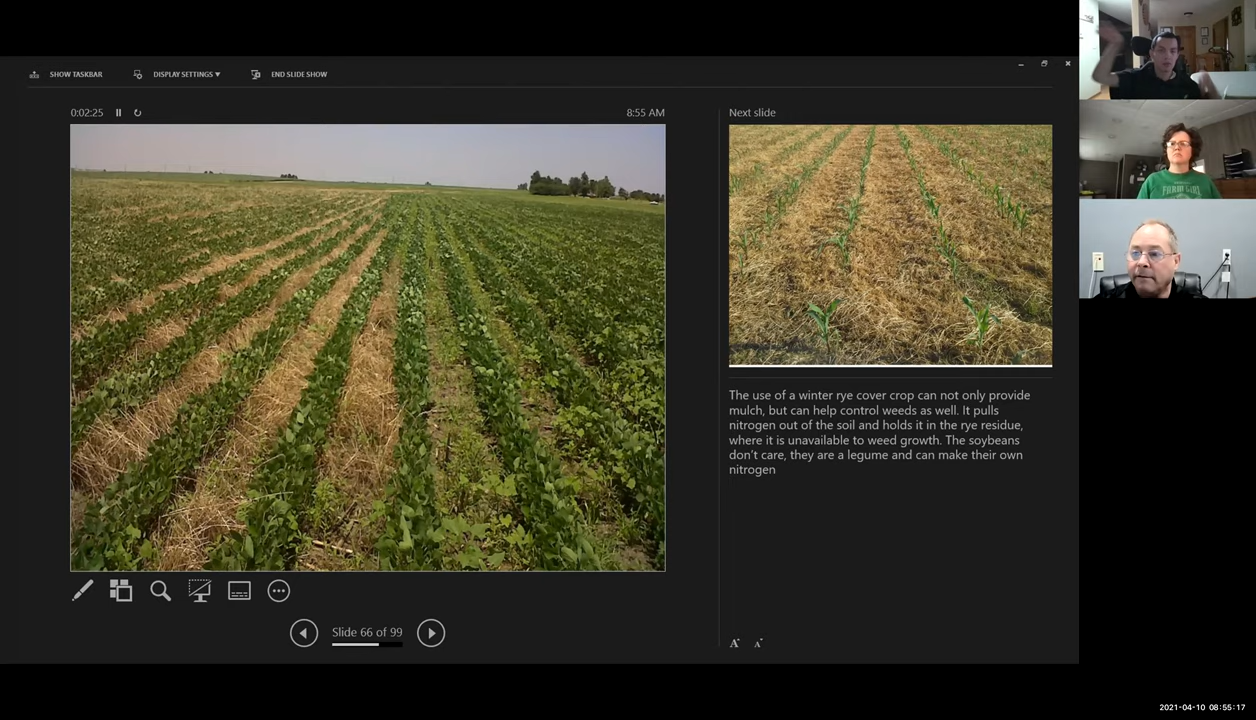 SHOW TASKBAR
DISPLAY SETTINGS ▼
END SLIDE SHOW
0:02:25
8:55 AM
Next slide
The use of a winter rye cover crop can not only provide
mulch, but can help control weeds as well. It pulls
nitrogen out of the soil and holds it in the rye residue,
where it is unavailable to weed growth. The soybeans
don't care, they are a legume and can make their own
nitrogen
Slide 66 of 99
A
A
FARM GIRL
2021-04-10 08:55:17